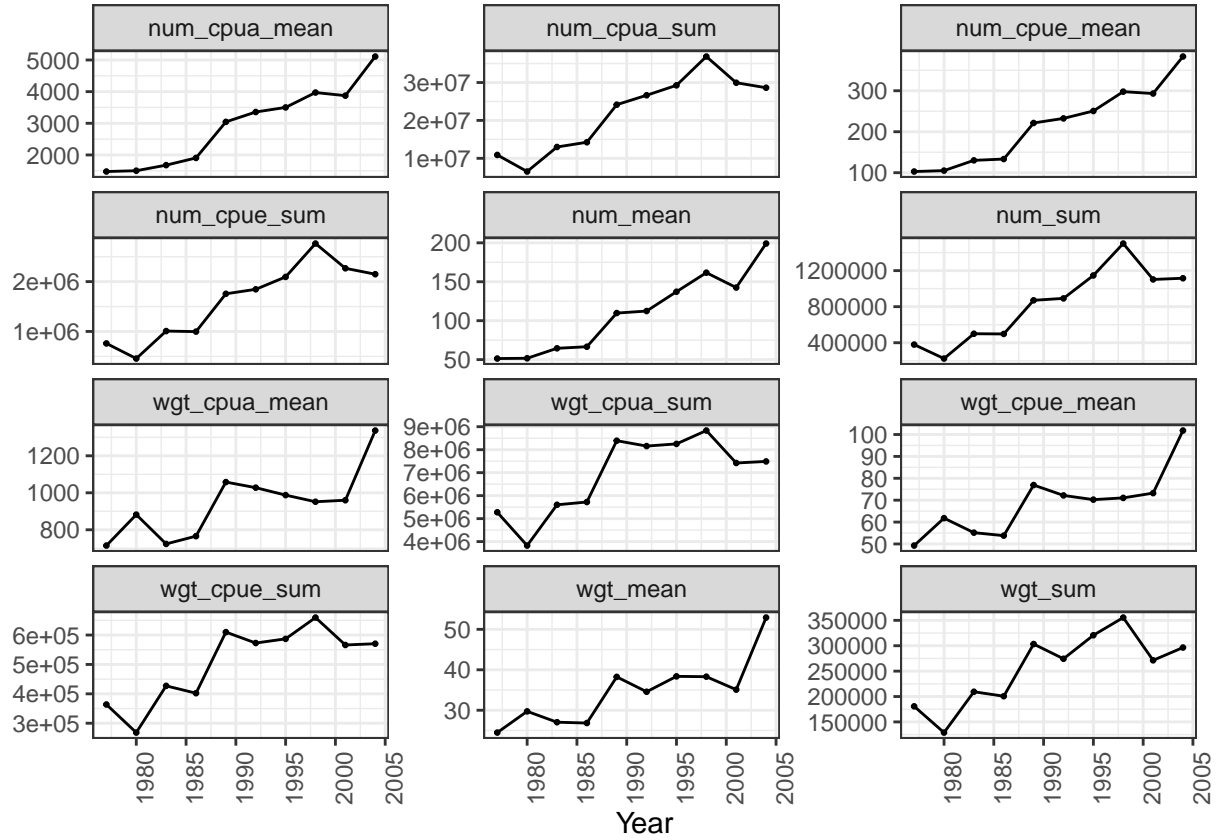 num_cpua_mean
5000
4000
3000
2000
num_cpua_sum
3e+07
2e+07
1e+07
num_cpue_mean
300
200
100
num_cpue_sum
2e+06
1e+06
num_mean
200
150
100
50
num_sum
1200000
800000
400000
wgt_cpua_mean
1200
1000
800
wgt_cpua_sum
9e+06
8e+06
7e+06
6e+06
5e+06
4e+06
wgt_cpue_mean
100
90
80
70
60
50
wgt_cpue_sum
6e+05
5e+05
4e+05
3e+05
wgt_mean
50
40
30
wgt_sum
350000
300000
250000
200000
150000
1980 1985 1990 1995 2000 2005
1980 1985 1990 1995 2000 2005
1980 1985 1990 1995 2000 2005
Year